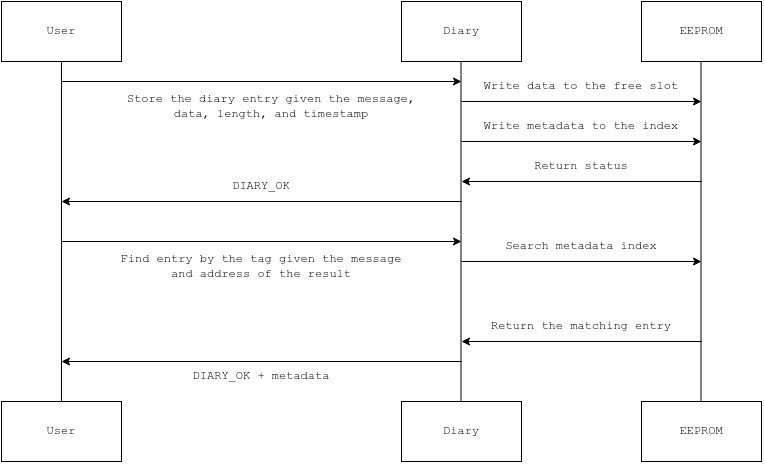 User
Diary
EEPROM
Write data to the free slot
Store the diary entry given the message,
data, length, and timestamp
Write metadata to the index
Return status
DIARY_OK
Search metadata index
Find entry by the tag given the message
and address of the result
Return the matching entry
DIARY_OK + metadata
User
Diary
EEPROM